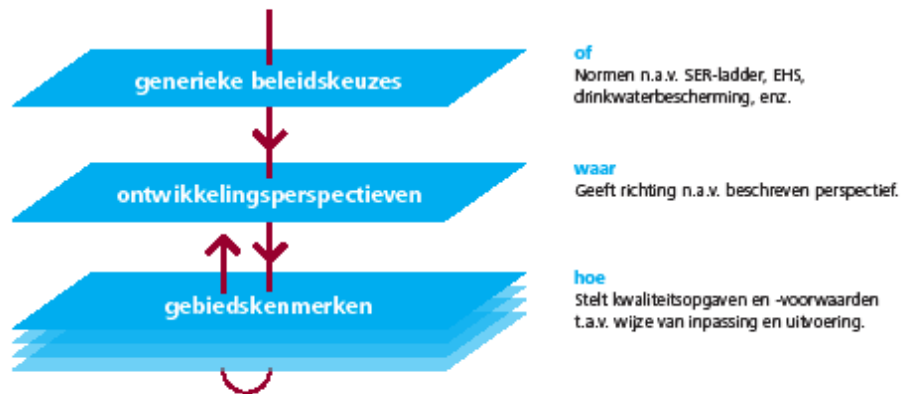 generieke beleidskeuzes
of
Normen n.a.v. SER-ladder, EHS,
drinkwaterbescherming, enz.
ontwikkelingsperspectieven
waar
Geeft richting n.a.v. beschreven perspectief.
gebiedskenmerken
hoe
Stelt kwaliteitsopgaven en -voorwaarden
t.a.v. wijze van inpassing en uitvoering.